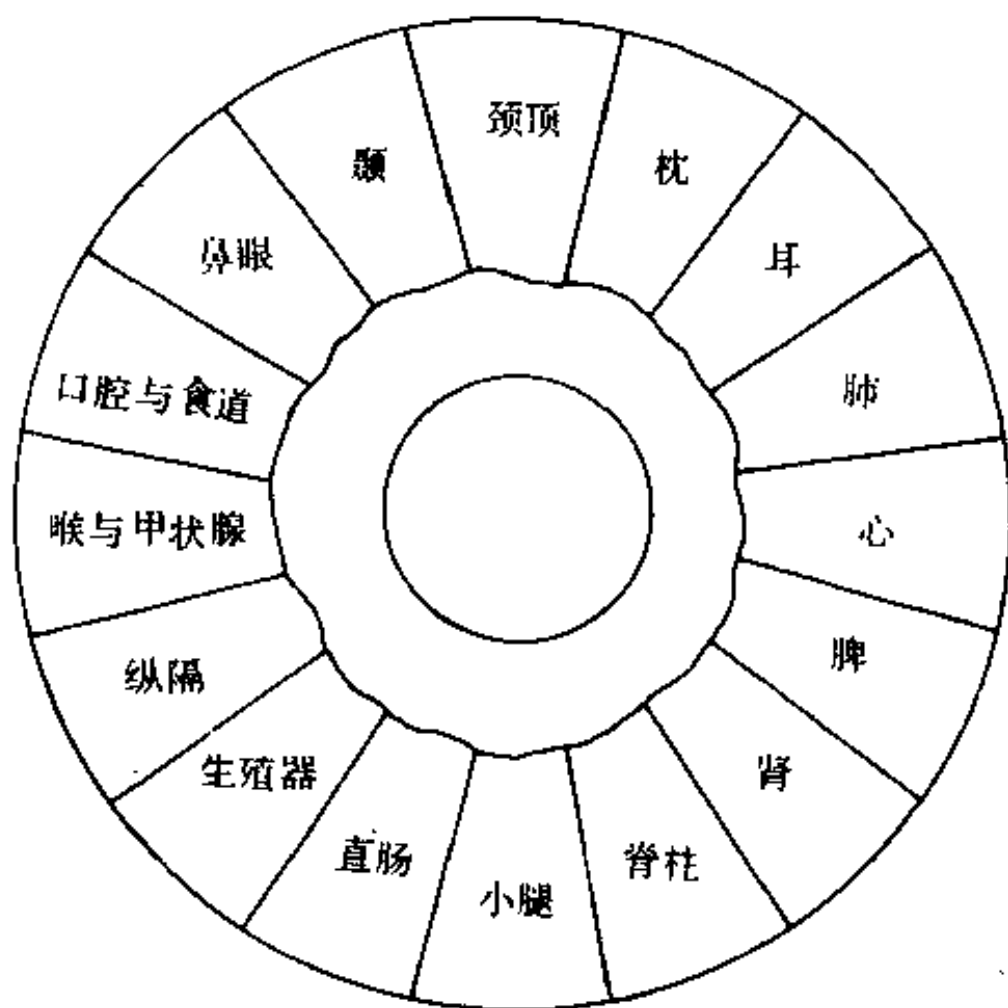 颈顶
枕
耳
肺
心
脾
肾
脊柱
小腿
直肠
生殖器
纵隔
喉与甲状腺
口腔与食道
鼻眼
颞